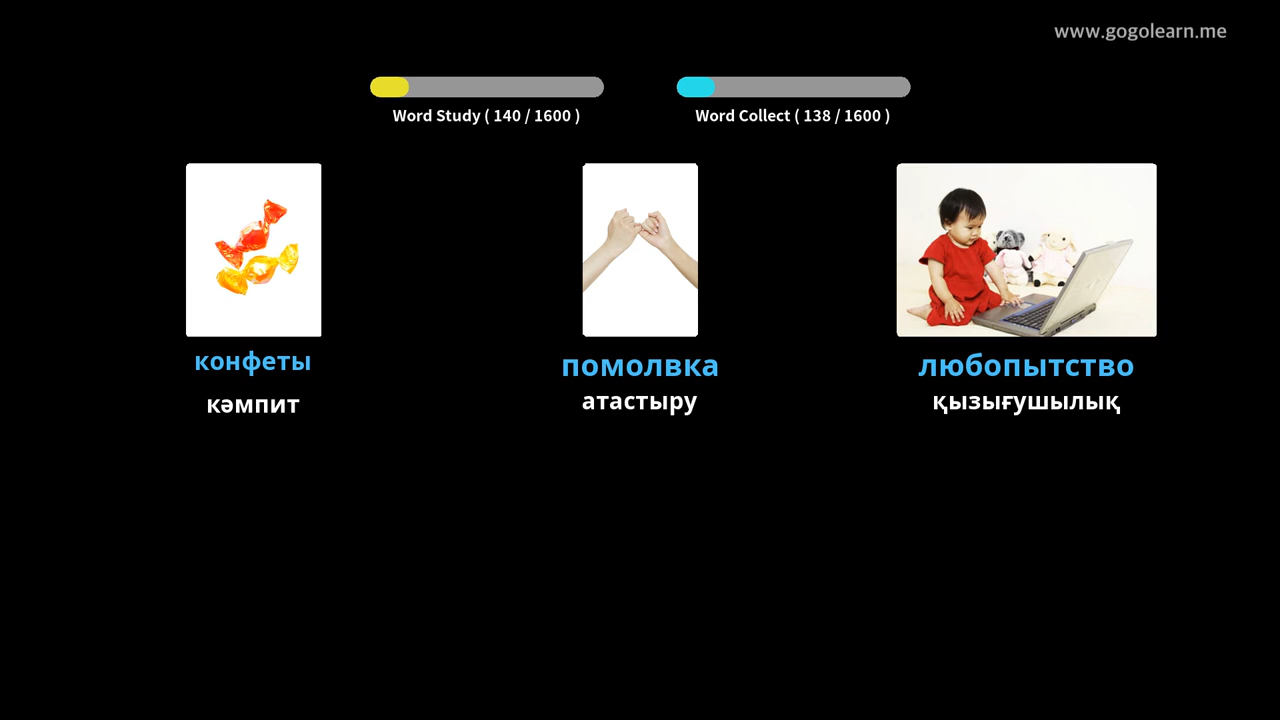 www.gogolearn.me
Word Study ( 140 / 1600 )
Word Collect ( 138 / 1600 )
конфеты
кәмпит
помолвка
атастыру
любопытство
қызығушылық